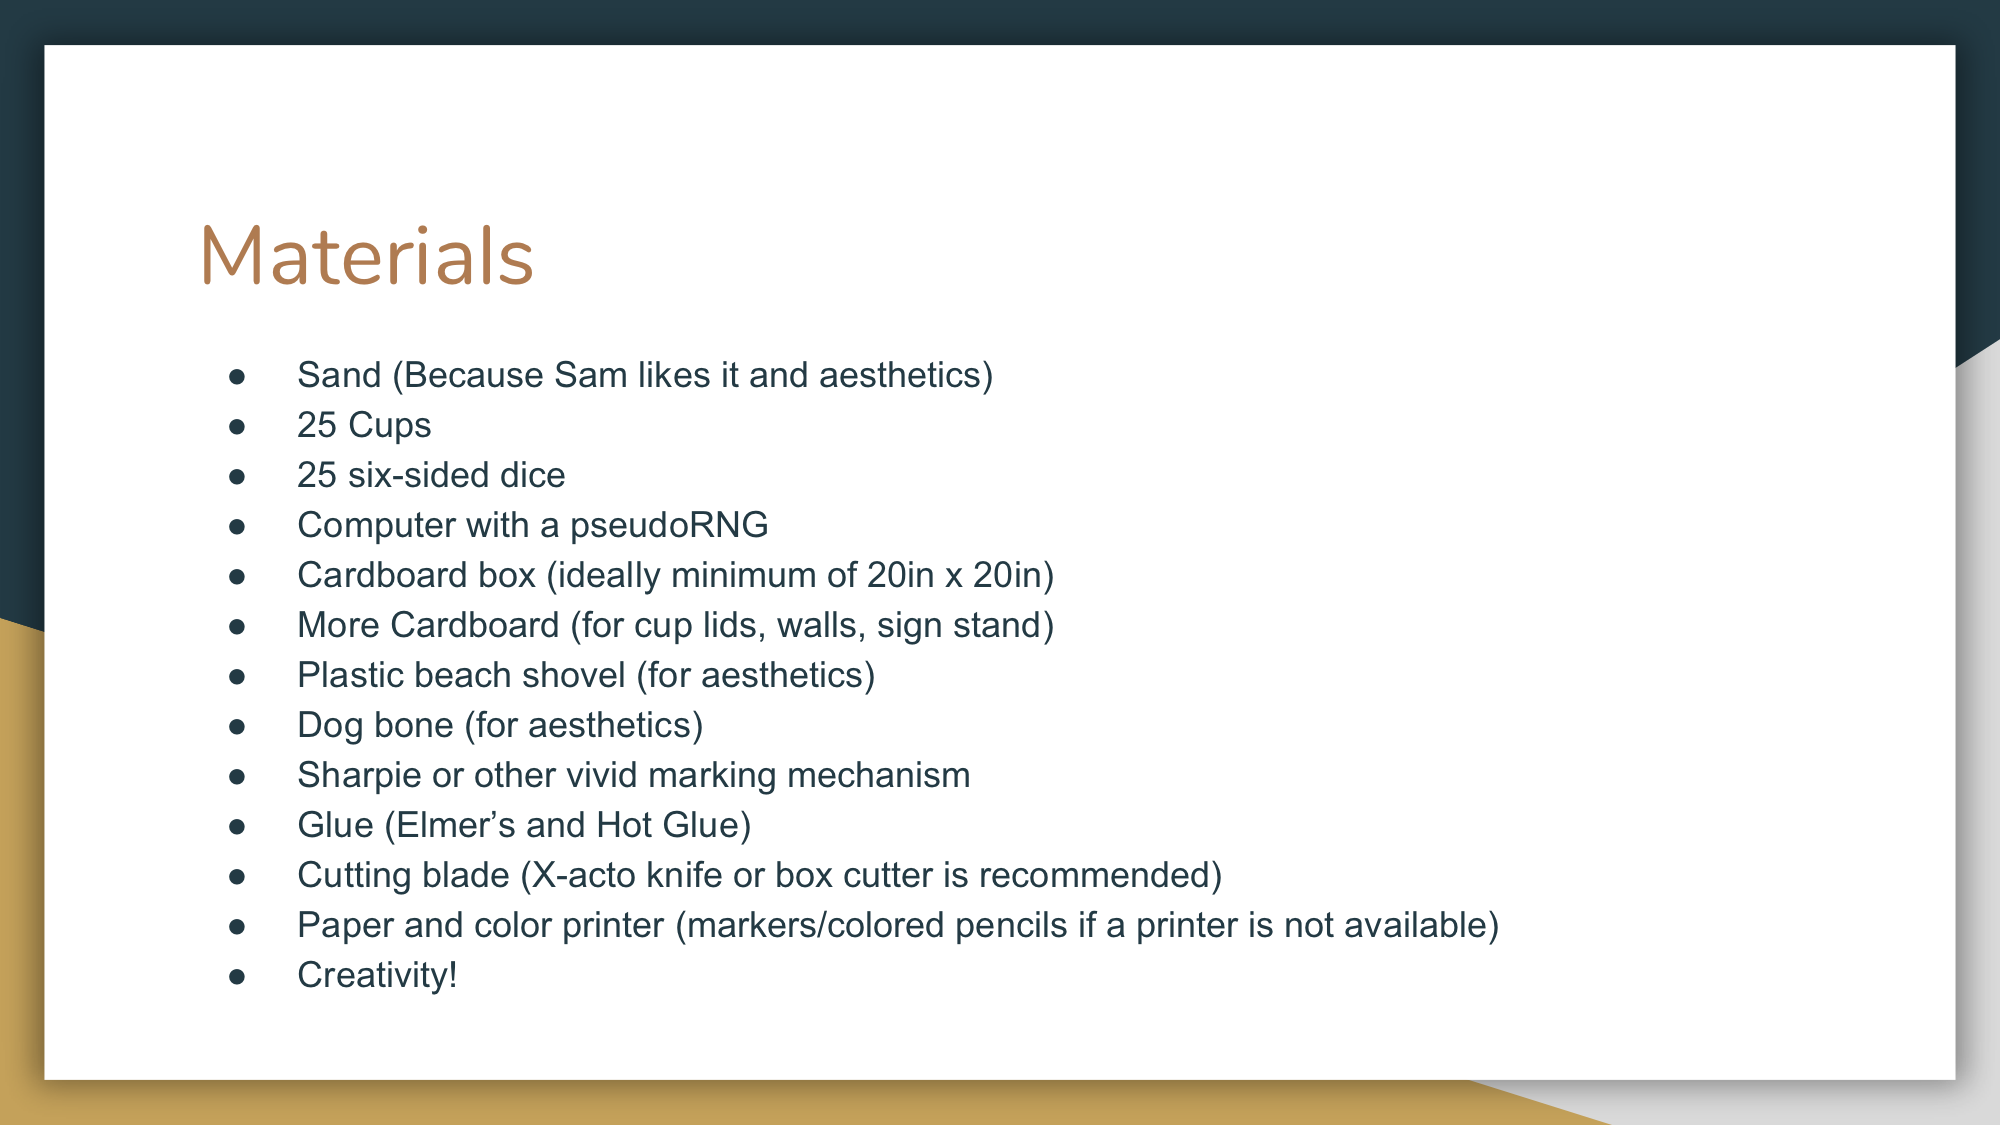 Materials
● Sand (Because Sam likes it and aesthetics)
● 25 Cups
● 25 six-sided dice
● Computer with a pseudoRNG
● Cardboard box (ideally minimum of 20in x 20in)
● More Cardboard (for cup lids, walls, sign stand)
● Plastic beach shovel (for aesthetics)
● Dog bone (for aesthetics)
● Sharpie or other vivid marking mechanism
● Glue (Elmer’s and Hot Glue)
● Cutting blade (X-acto knife or box cutter is recommended)
● Paper and color printer (markers/colored pencils if a printer is not available)
● Creativity!